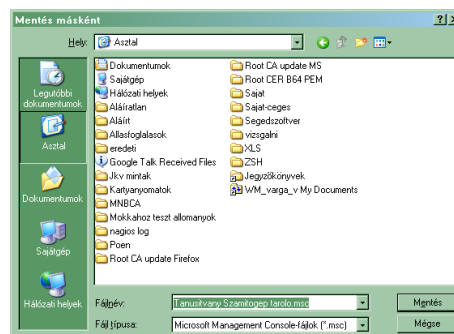 Mentés másként
Hely: Asztal
Legutóbbi dokumentumok
Asztal
Dokumentumok
Sajátgép
Hálózati helyek
Dokumentumok
Sajátgép
Hálózati helyek
Aláíratlan
Aláírt
Allasfoglalasok
eredeti
Google Talk Received Files
Jkv mintak
Kartyanyomatok
MNBCA
Mokkahoz teszt allomanyok
nagios log
Poen
Root CA update Firefox
Root CA update MS
Root CER B64 PEM
Sajat
Sajat-ceges
Segedszoftver
vizsgalni
XLS
ZSH
Jegyzőkönyvek
WM_varga_v My Documents
Fájlnév: Tanusitvany Szamitogep tarolo.msc
Mentés
Fájl típusa: Microsoft Management Console-fájlok (*.msc)
Mégse